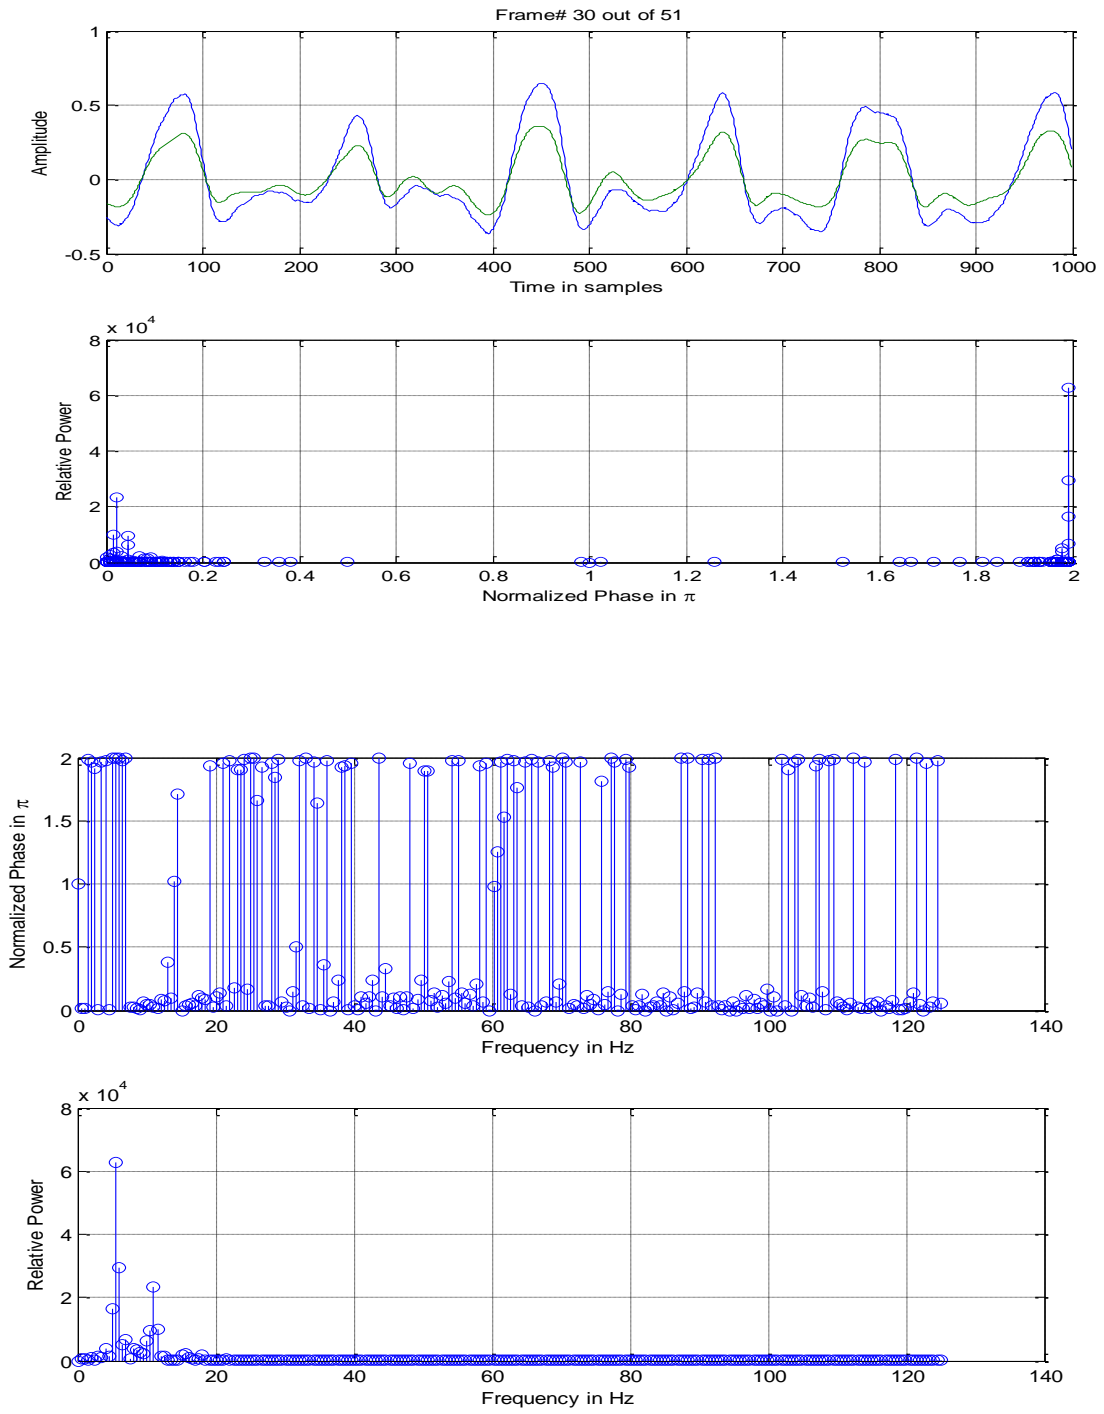 Frame# 30 out of 51
1
0.5
0
-0.5
Amplitude
0 100 200 300 400 500 600 700 800 900 1000
Time in samples
x 10^4
8
6
4
2
0
Relative Power
0 0.2 0.4 0.6 0.8 1 1.2 1.4 1.6 1.8 2
Normalized Phase in π
2
1.5
1
0.5
0
Normalized Phase in π
0 20 40 60 80 100 120 140
Frequency in Hz
x 10^4
8
6
4
2
0
Relative Power
0 20 40 60 80 100 120 140
Frequency in Hz